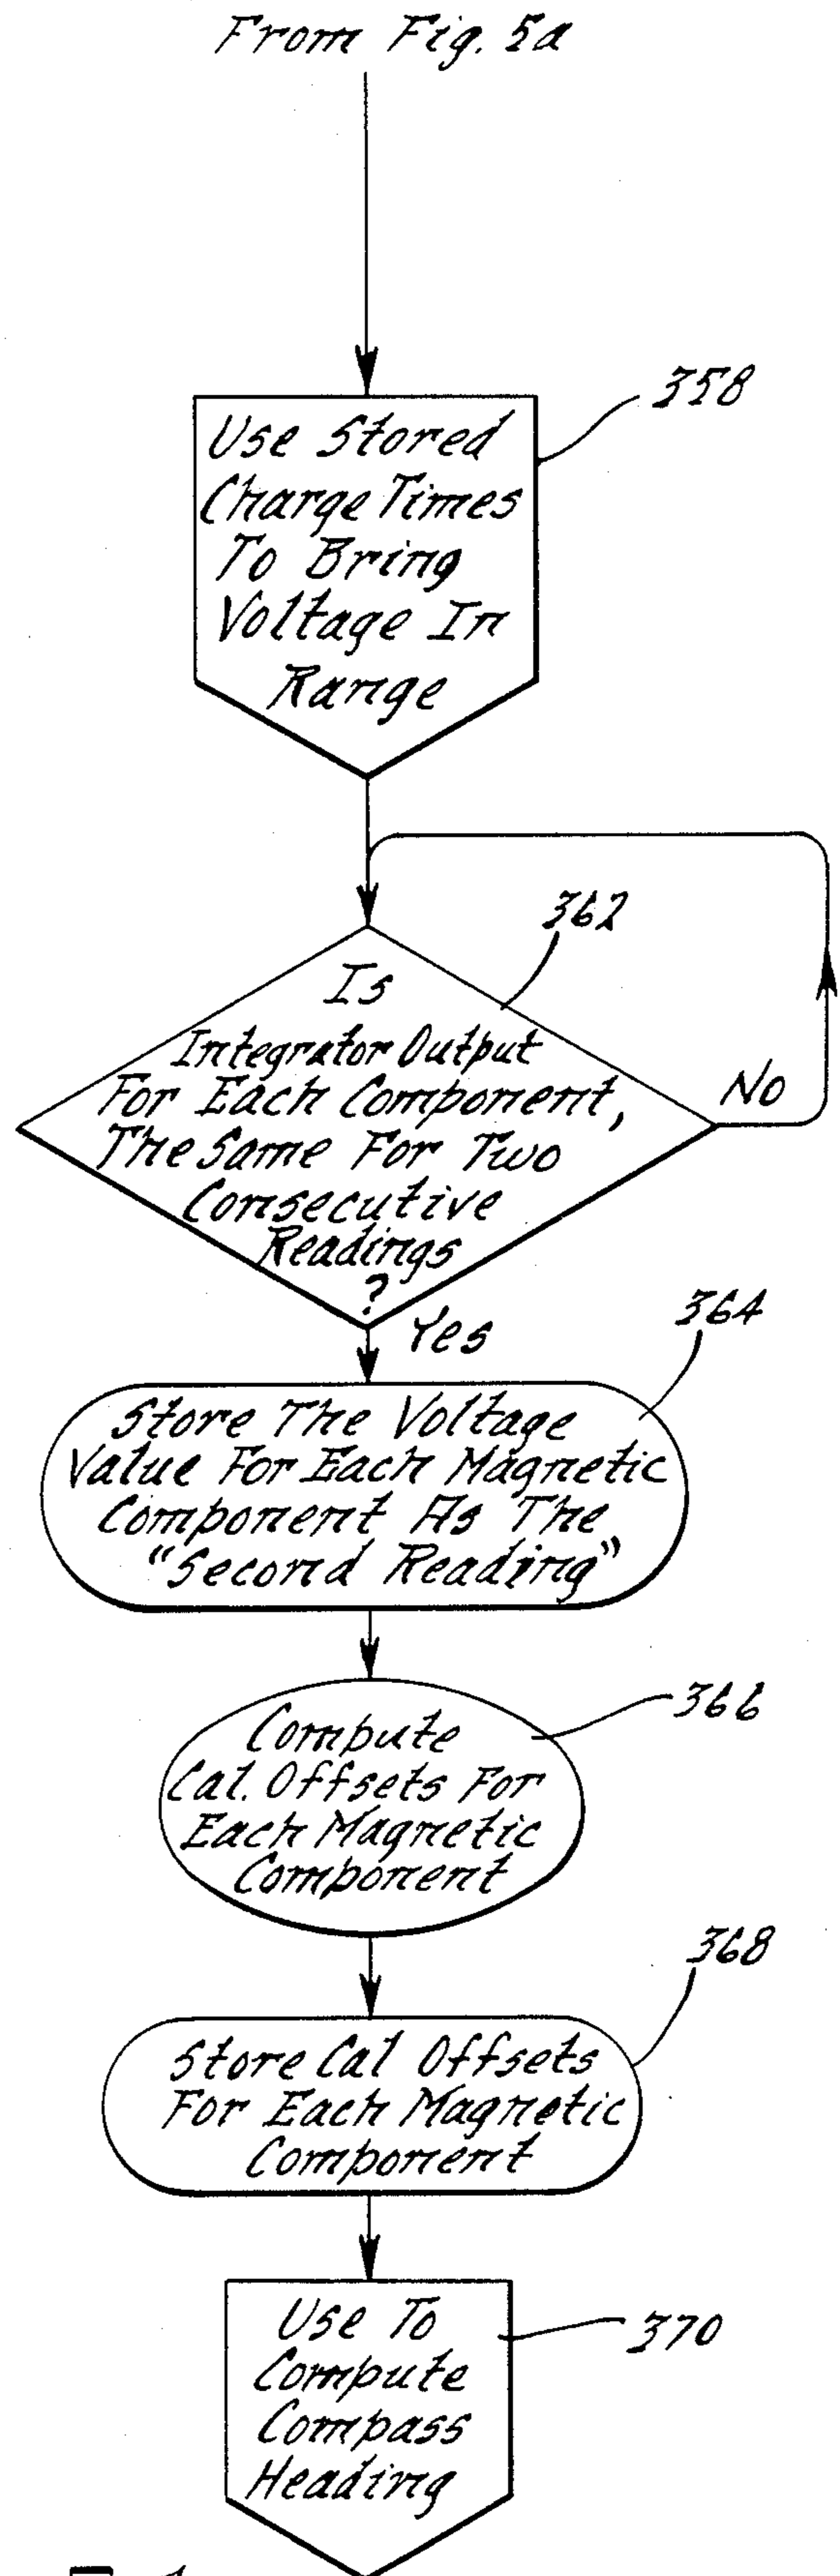 From Fig. 5a
358
Use Stored
Charge Times
To Bring
Voltage In
Range
362
Is
Integrator Output
For Each Component,
The Same For Two
Consecutive
Readings
?
No
Yes
364
Store The Voltage
Value For Each Magnetic
Component As The
"Second Reading"
366
Compute
Cal. Offsets For
Each Magnetic
Component
368
Store Cal Offsets
For Each Magnetic
Component
370
Use To
Compute
Compass
Heading